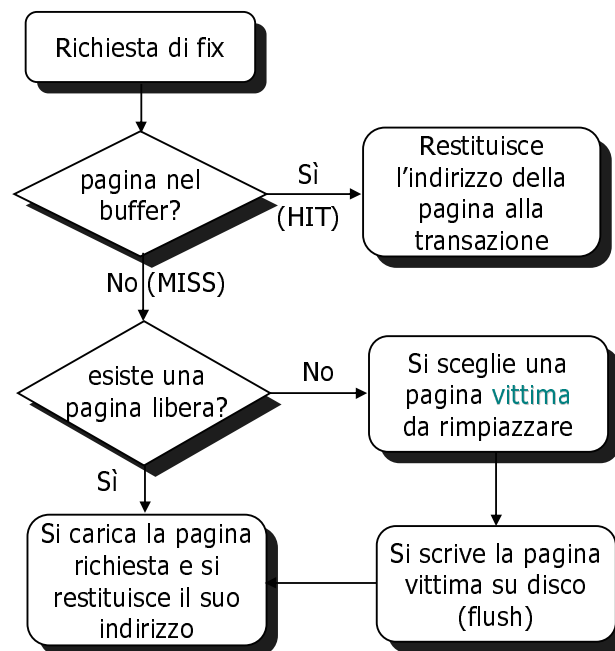 Richiesta di fix
pagina nel
buffer?
Sì
(HIT)
Restituisce
l'indirizzo della
pagina alla
transazione
No (MISS)
esiste una
pagina libera?
No
Si sceglie una
pagina vittima
da rimpiazzare
Sì
Si carica la pagina
richiesta e si
restituisce il suo
indirizzo
Si scrive la pagina
vittima su disco
(flush)